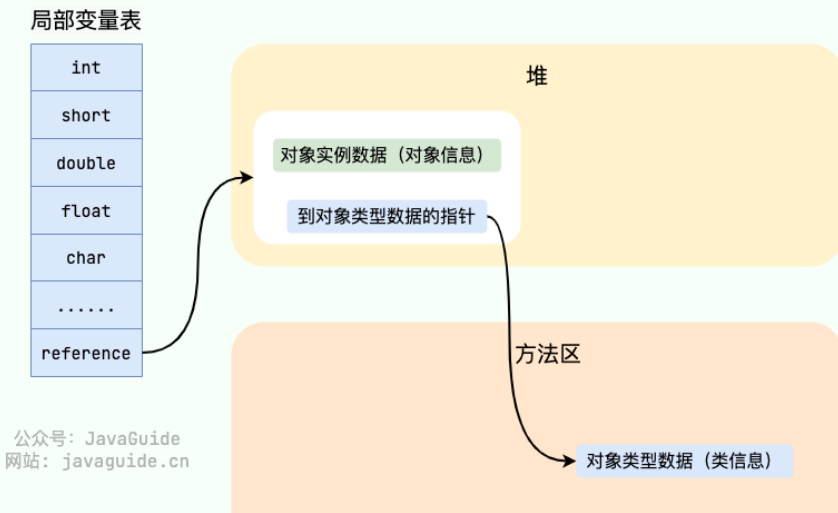 局部变量表
int
short
double
float
char
......
reference
堆
对象实例数据（对象信息）
到对象类型数据的指针
方法区
对象类型数据（类信息）
公众号：JavaGuide
网站: javaguide.cn